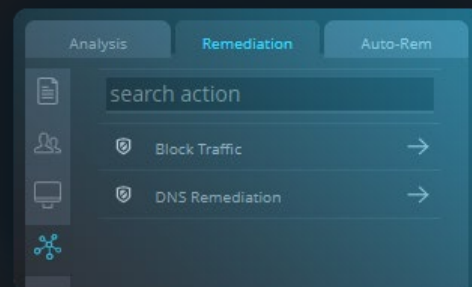 Analysis
Remediation
Auto-Rem
search action
Block Traffic
DNS Remediation